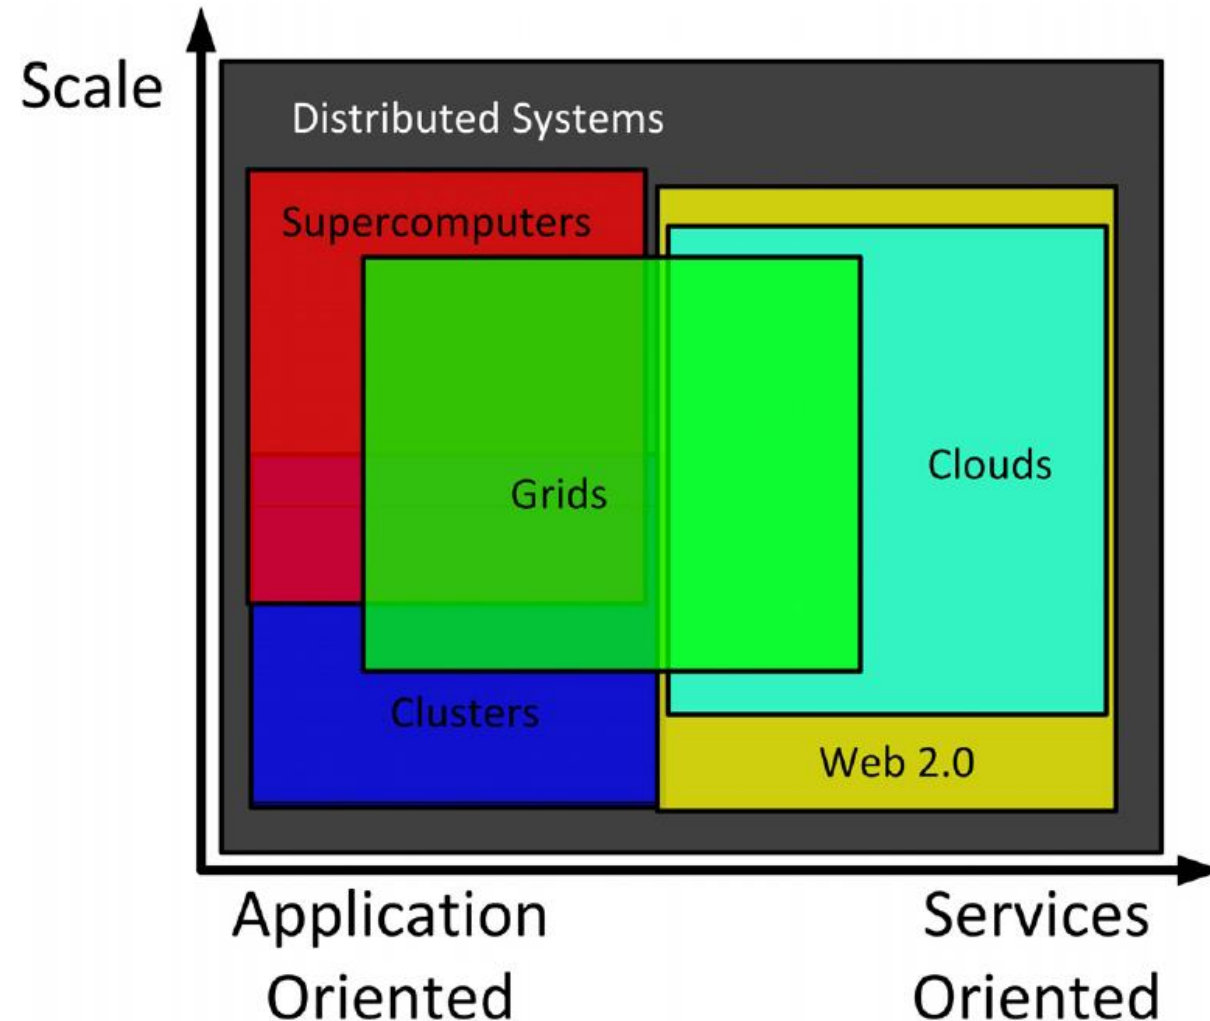 Scale
Distributed Systems
Supercomputers
Grids
Clouds
Clusters
Web 2.0
Application
Oriented
Services
Oriented